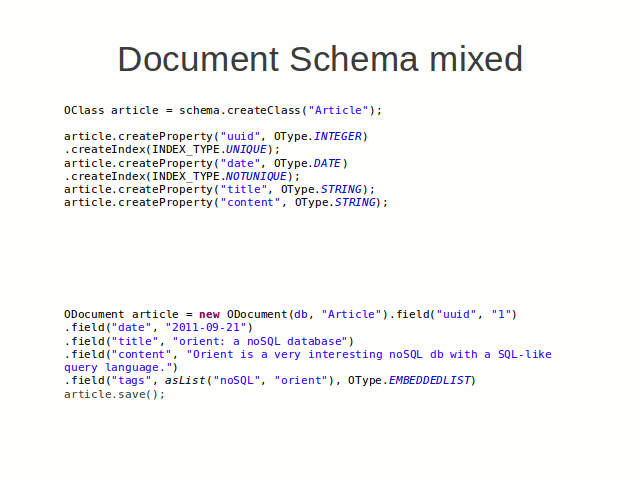 Document Schema mixed
OClass article = schema.createClass("Article");
article.createProperty("uuid", OType.INTEGER)
.createIndex(INDEX_TYPE.UNIQUE);
article.createProperty("date", OType.DATE)
.createIndex(INDEX_TYPE.NOTUNIQUE);
article.createProperty("title", OType.STRING);
article.createProperty("content", OType.STRING);
ODocument article = new ODocument(db, "Article").field("uuid", "1")
.field("date", "2011-09-21")
.field("title", "orient: a noSQL database")
.field("content", "Orient is a very interesting noSQL db with a SQL-like
query language.")
.field("tags", asList("noSQL", "orient"), OType.EMBEDDEDLIST)
article.save();